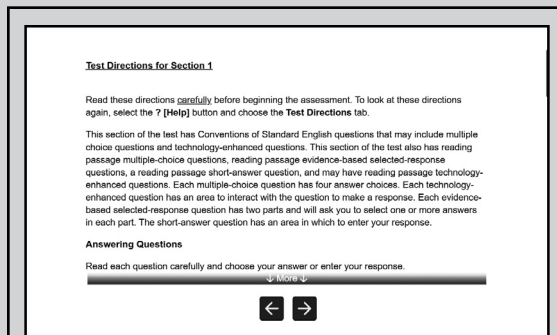 Test Directions for Section 1
Read these directions carefully before beginning the assessment. To look at these directions
again, select the ? [Help] button and choose the Test Directions tab.
This section of the test has Conventions of Standard English questions that may include multiple
choice questions and technology-enhanced questions. This section of the test also has reading
passage multiple-choice questions, reading passage evidence-based selected-response
questions, a reading passage short-answer question, and may have reading passage technology-
enhanced questions. Each multiple-choice question has four answer choices. Each technology-
enhanced question has an area to interact with the question to make a response. Each evidence-
based selected-response question has two parts and will ask you to select one or more answers
in each part. The short-answer question has an area in which to enter your response.
Answering Questions
Read each question carefully and choose your answer or enter your response.
↓ More ↓